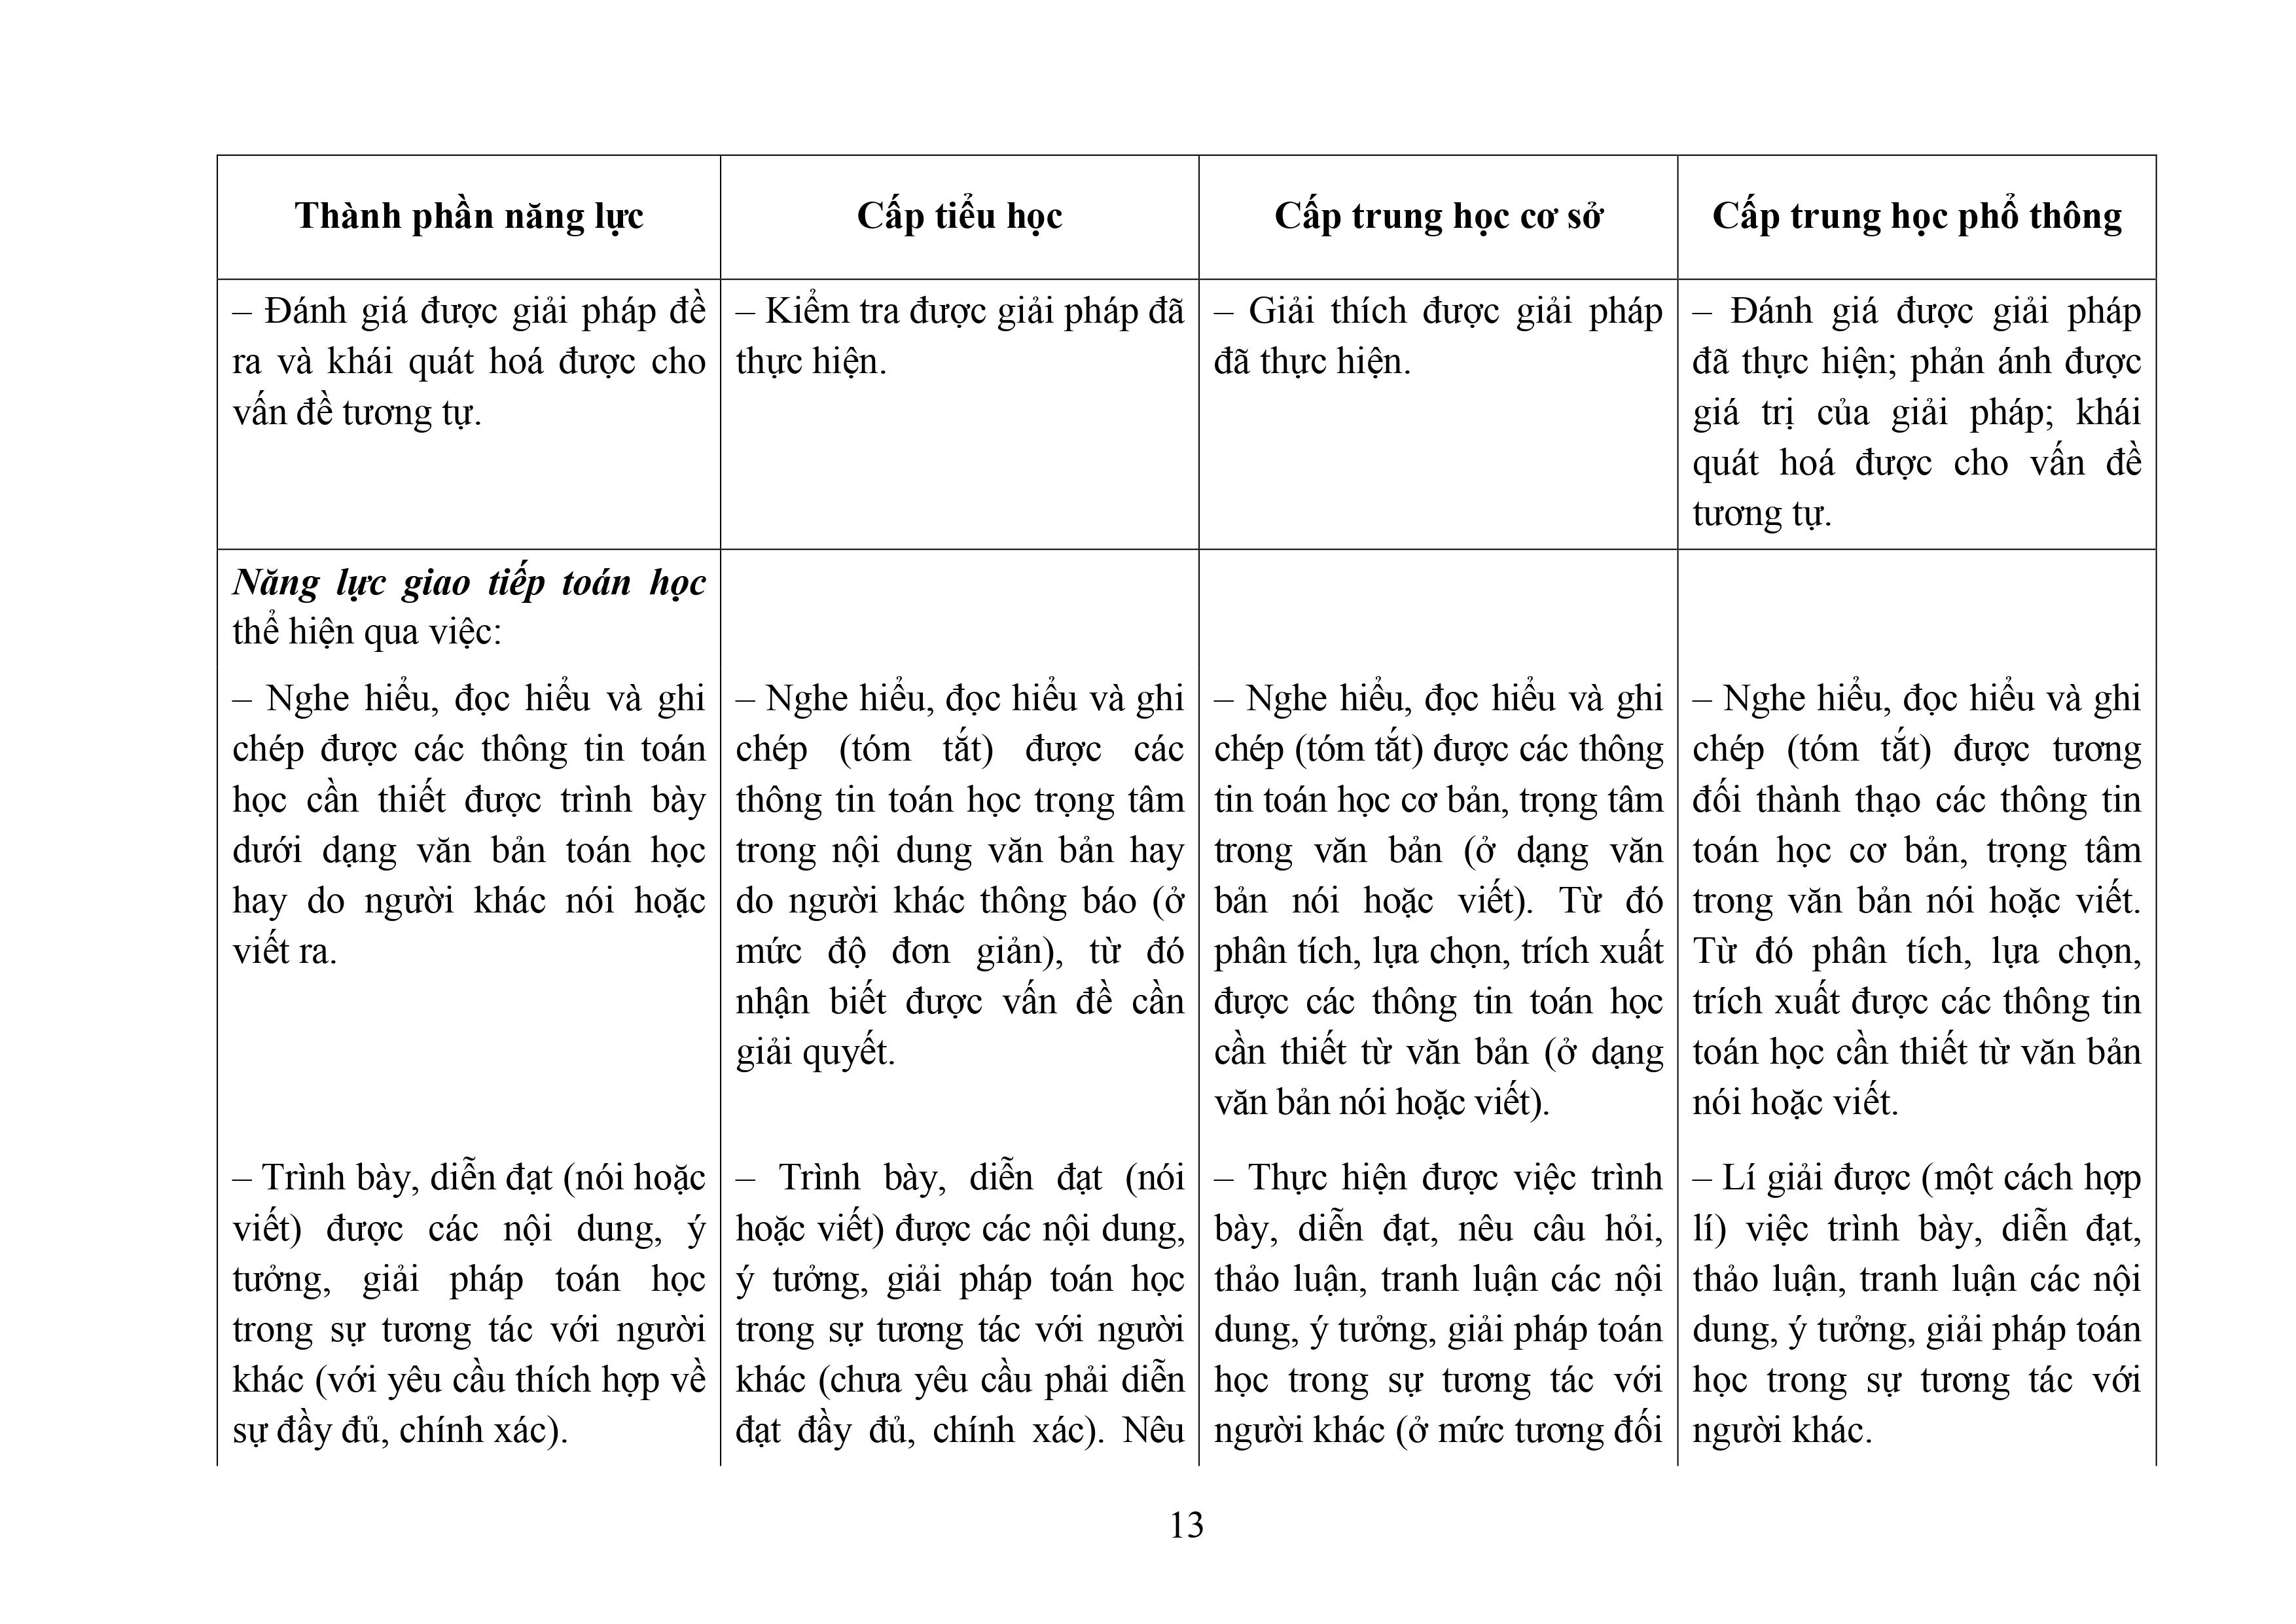 Thành phần năng lực
Cấp tiểu học
Cấp trung học cơ sở
Cấp trung học phổ thông
– Đánh giá được giải pháp đề
ra và khái quát hoá được cho
vấn đề tương tự.
– Kiểm tra được giải pháp đã
thực hiện.
– Giải thích được giải pháp
đã thực hiện.
– Đánh giá được giải pháp
đã thực hiện; phản ánh được
giá trị của giải pháp; khái
quát hoá được cho vấn đề
tương tự.
Năng lực giao tiếp toán học
thể hiện qua việc:
– Nghe hiểu, đọc hiểu và ghi
chép được các thông tin toán
học cần thiết được trình bày
dưới dạng văn bản toán học
hay do người khác nói hoặc
viết ra.
– Nghe hiểu, đọc hiểu và ghi
chép (tóm tắt) được các
thông tin toán học trọng tâm
trong nội dung văn bản hay
do người khác thông báo (ở
mức độ đơn giản), từ đó
nhận biết được vấn đề cần
giải quyết.
– Nghe hiểu, đọc hiểu và ghi
chép (tóm tắt) được các thông
tin toán học cơ bản, trọng tâm
trong văn bản (ở dạng văn
bản nói hoặc viết). Từ đó
phân tích, lựa chọn, trích xuất
được các thông tin toán học
cần thiết từ văn bản (ở dạng
văn bản nói hoặc viết).
– Nghe hiểu, đọc hiểu và ghi
chép (tóm tắt) được tương
đối thành thạo các thông tin
toán học cơ bản, trọng tâm
trong văn bản nói hoặc viết.
Từ đó phân tích, lựa chọn,
trích xuất được các thông tin
toán học cần thiết từ văn bản
nói hoặc viết.
– Trình bày, diễn đạt (nói hoặc
viết) được các nội dung, ý
tưởng, giải pháp toán học
trong sự tương tác với người
khác (với yêu cầu thích hợp về
sự đầy đủ, chính xác).
– Trình bày, diễn đạt (nói
hoặc viết) được các nội dung,
ý tưởng, giải pháp toán học
trong sự tương tác với người
khác (chưa yêu cầu phải diễn
đạt đầy đủ, chính xác). Nêu
– Thực hiện được việc trình
bày, diễn đạt, nêu câu hỏi,
thảo luận, tranh luận các nội
dung, ý tưởng, giải pháp toán
học trong sự tương tác với
người khác (ở mức tương đối
– Lí giải được (một cách hợp
lí) việc trình bày, diễn đạt,
thảo luận, tranh luận các nội
dung, ý tưởng, giải pháp toán
học trong sự tương tác với
người khác.
13